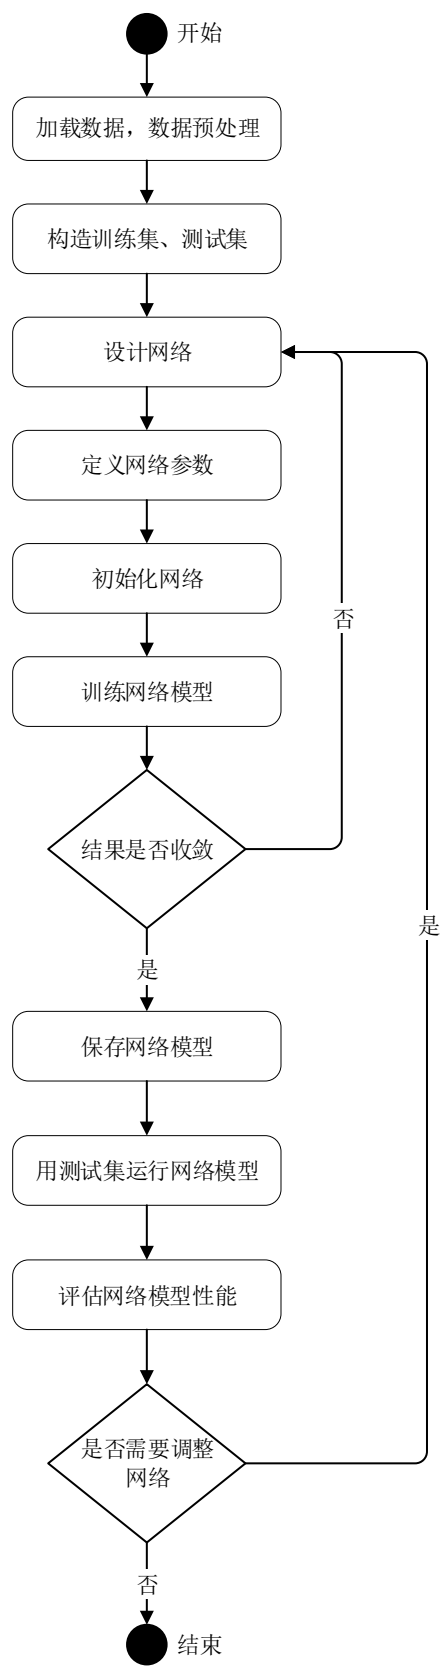 开始
加载数据，数据预处理
构造训练集、测试集
设计网络
定义网络参数
初始化网络
否
训练网络模型
结果是否收敛
是
是
保存网络模型
用测试集运行网络模型
评估网络模型性能
是否需要调整
网络
否
结束